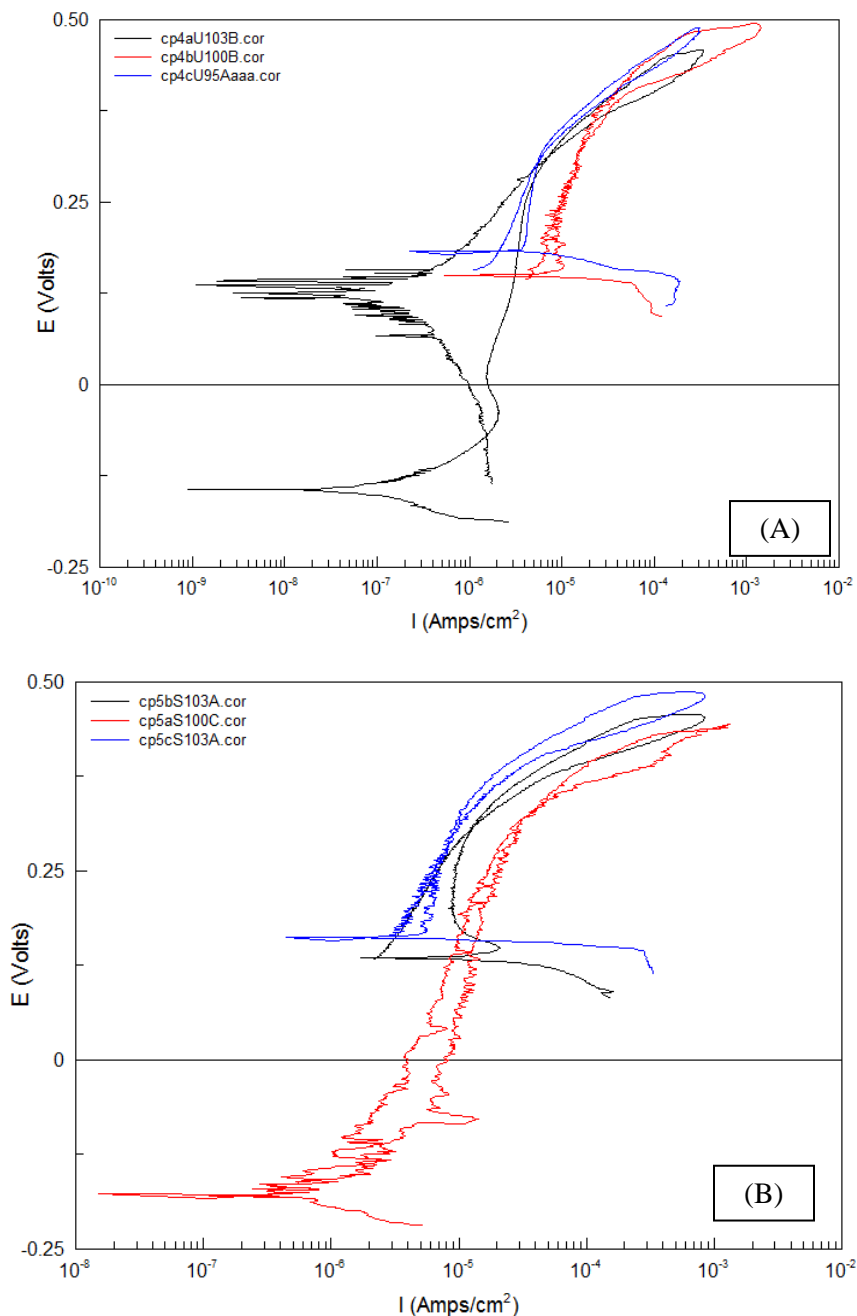 0.50
cp4aU103B.cor
cp4bU100B.cor
cp4cU95Aaaa.cor
0.25
E (Volts)
0
-0.25
(A)
10⁻¹⁰ 10⁻⁹ 10⁻⁸ 10⁻⁷ 10⁻⁶ 10⁻⁵ 10⁻⁴ 10⁻³ 10⁻²
I (Amps/cm²)
0.50
cp5bS103A.cor
cp5aS100C.cor
cp5cS103A.cor
0.25
E (Volts)
0
-0.25
(B)
10⁻⁸ 10⁻⁷ 10⁻⁶ 10⁻⁵ 10⁻⁴ 10⁻³ 10⁻²
I (Amps/cm²)